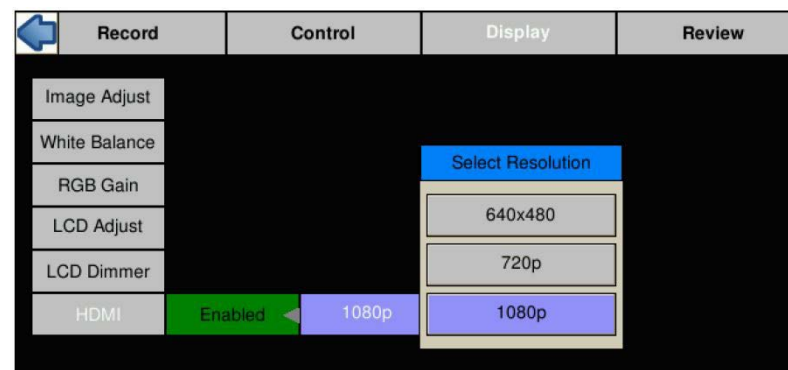 Record
Control
Display
Review
Image Adjust
White Balance
RGB Gain
LCD Adjust
LCD Dimmer
HDMI
Enabled
1080p
Select Resolution
640x480
720p
1080p